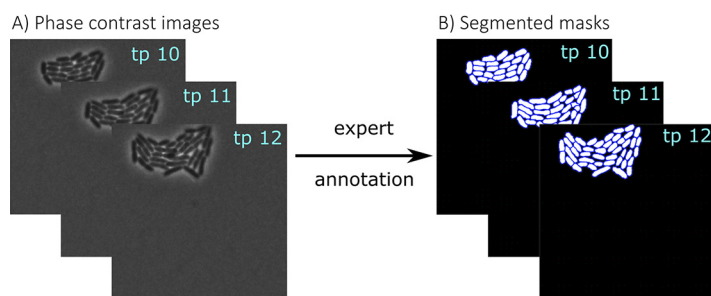 A) Phase contrast images
B) Segmented masks
tp 10
tp 11
tp 12
expert
annotation
tp 10
tp 11
tp 12